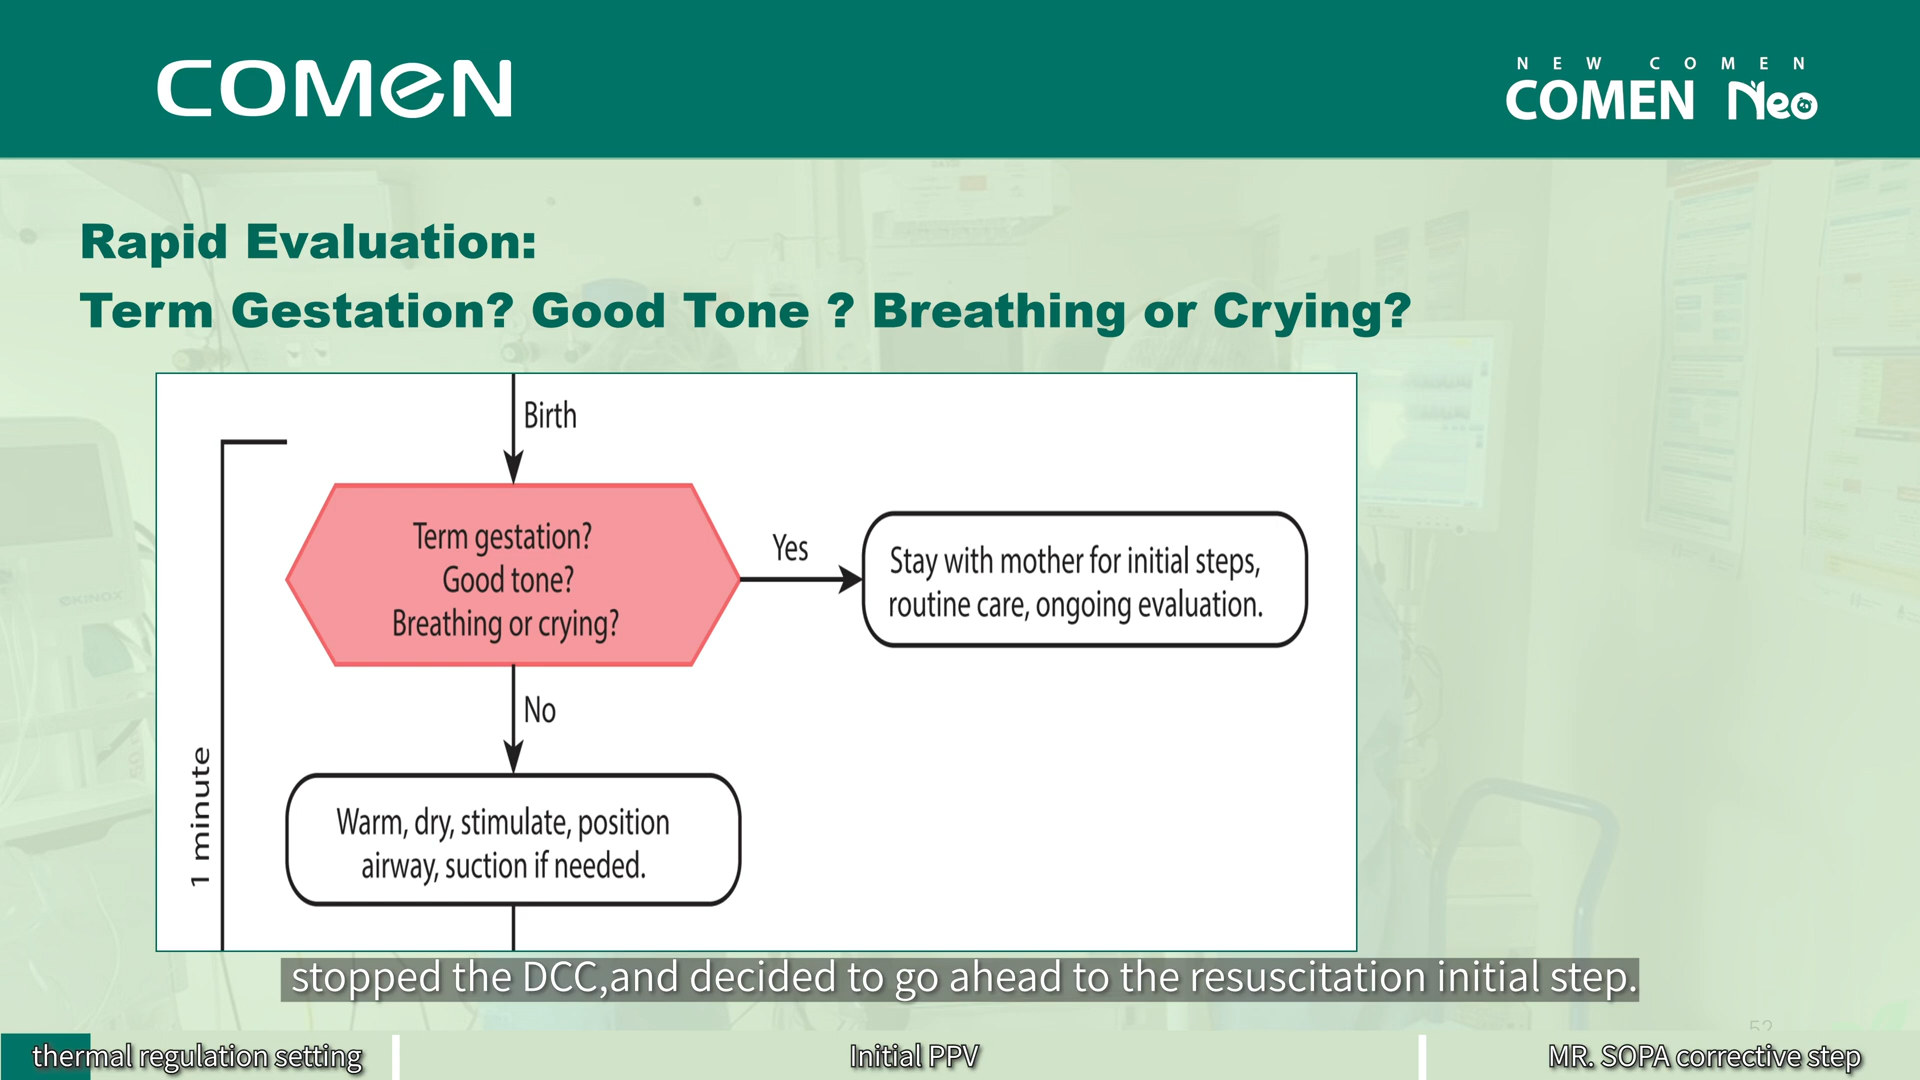 COMEN
NEW COMEN
COMEN Neo
Rapid Evaluation:
Term Gestation? Good Tone ? Breathing or Crying?
Birth
Term gestation?
Good tone?
Breathing or crying?
Yes
Stay with mother for initial steps,
routine care, ongoing evaluation.
No
1 minute
Warm, dry, stimulate, position
airway, suction if needed.
stopped the DCC,and decided to go ahead to the resuscitation initial step.
52
thermal regulation setting
Initial PPV
MR. SOPA corrective step